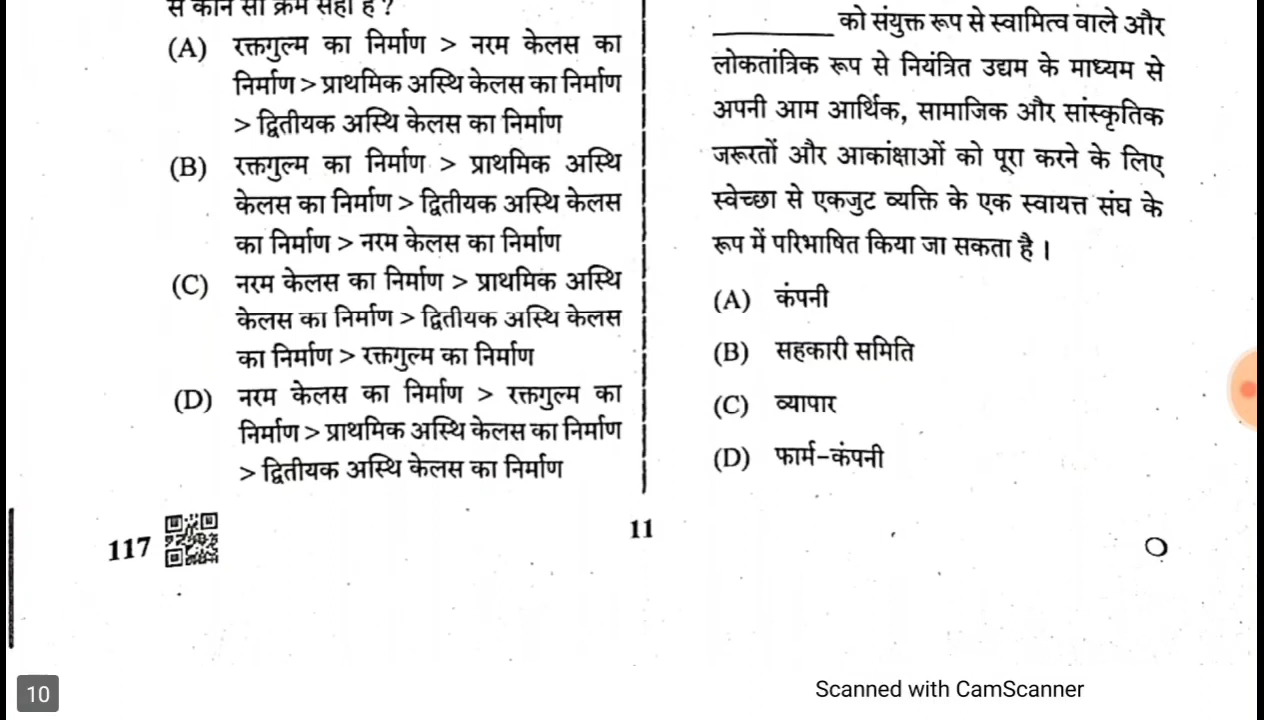 से कौन सा क्रम सही है ?
(A) रक्तगुल्म का निर्माण > नरम केलस का
निर्माण > प्राथमिक अस्थि केलस का निर्माण
> द्वितीयक अस्थि केलस का निर्माण
(B) रक्तगुल्म का निर्माण > प्राथमिक अस्थि
केलस का निर्माण > द्वितीयक अस्थि केलस
का निर्माण > नरम केलस का निर्माण
(C) नरम केलस का निर्माण > प्राथमिक अस्थि
केलस का निर्माण > द्वितीयक अस्थि केलस
का निर्माण > रक्तगुल्म का निर्माण
(D) नरम केलस का निर्माण > रक्तगुल्म का
निर्माण > प्राथमिक अस्थि केलस का निर्माण
> द्वितीयक अस्थि केलस का निर्माण
__________ को संयुक्त रूप से स्वामित्व वाले और
लोकतांत्रिक रूप से नियंत्रित उद्यम के माध्यम से
अपनी आम आर्थिक, सामाजिक और सांस्कृतिक
जरूरतों और आकांक्षाओं को पूरा करने के लिए
स्वेच्छा से एकजुट व्यक्ति के एक स्वायत्त संघ के
रूप में परिभाषित किया जा सकता है ।
(A) कंपनी
(B) सहकारी समिति
(C) व्यापार
(D) फार्म-कंपनी
117
11
O
10
Scanned with CamScanner